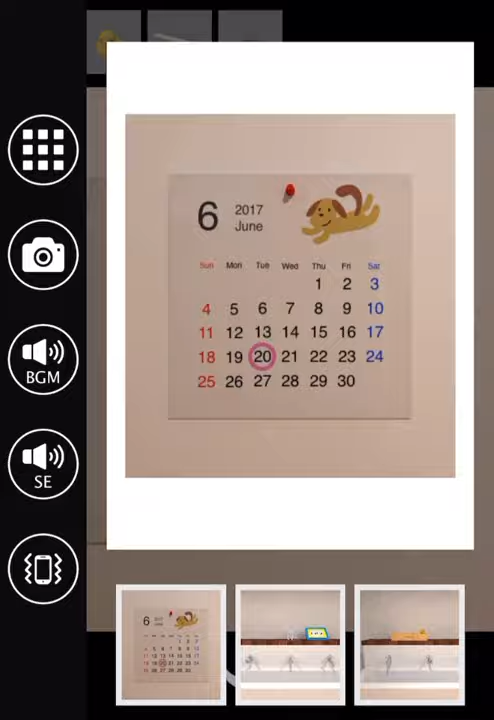 6 2017
June
Sun Mon Tue Wed Thu Fri Sat
1 2 3
4 5 6 7 8 9 10
11 12 13 14 15 16 17
18 19 20 21 22 23 24
25 26 27 28 29 30
BGM
SE